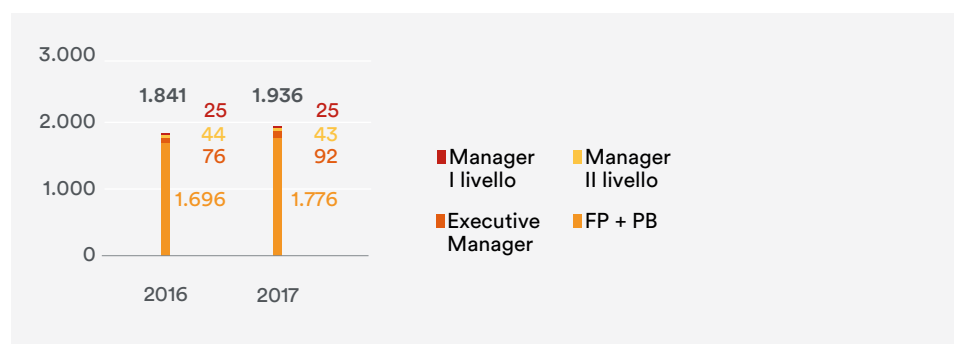 3.000
1.841 1.936
25 25
2.000
44 43
76 92
1.000
1.696 1.776
0
2016 2017
Manager Manager
I livello II livello
Executive FP + PB
Manager